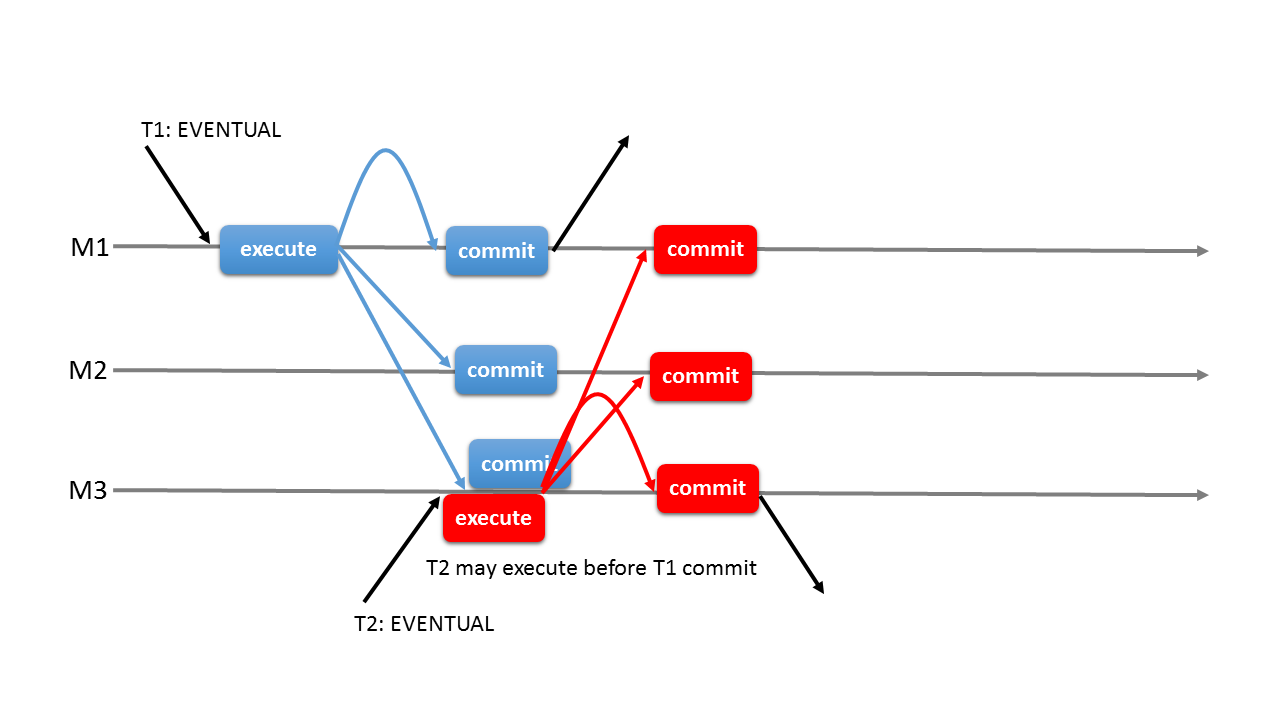 T1: EVENTUAL
M1
execute
commit
commit
M2
commit
commit
M3
commit
commit
execute
T2 may execute before T1 commit
T2: EVENTUAL